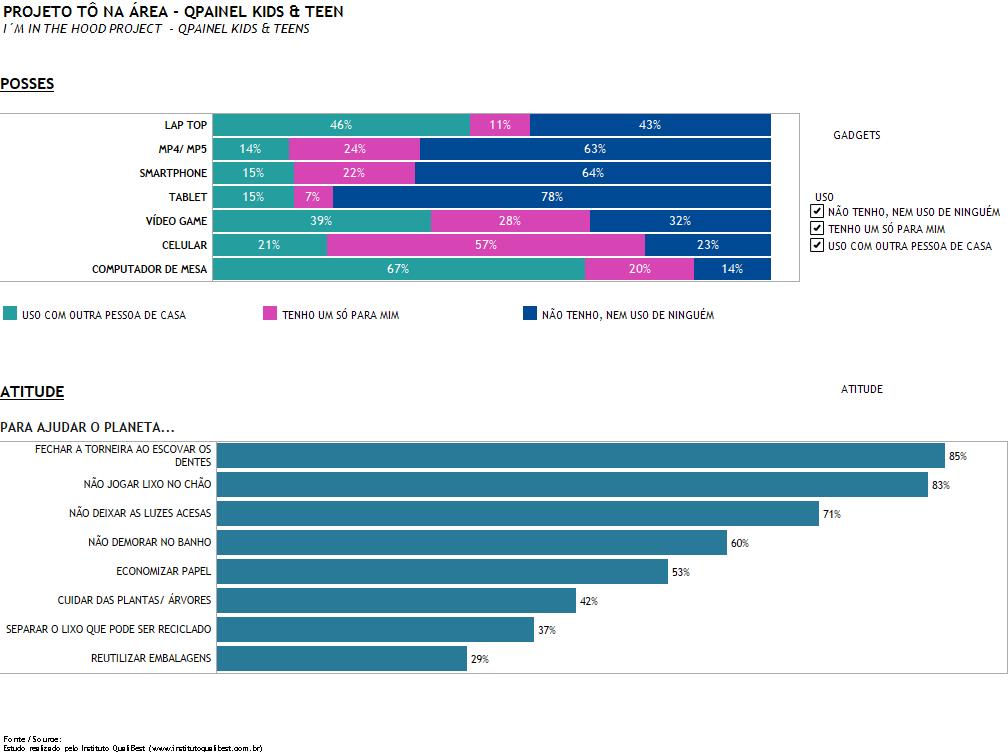 PROJETO TÔ NA ÁREA - QPAINEL KIDS & TEEN
I´M IN THE HOOD PROJECT - QPAINEL KIDS & TEENS
POSSES
LAP TOP 46% 11% 43%
MP4/ MP5 14% 24% 63%
SMARTPHONE 15% 22% 64%
TABLET 15% 7% 78%
VÍDEO GAME 39% 28% 32%
CELULAR 21% 57% 23%
COMPUTADOR DE MESA 67% 20% 14%
GADGETS
USO
NÃO TENHO, NEM USO DE NINGUÉM
TENHO UM SÓ PARA MIM
USO COM OUTRA PESSOA DE CASA
USO COM OUTRA PESSOA DE CASA TENHO UM SÓ PARA MIM NÃO TENHO, NEM USO DE NINGUÉM
ATITUDE
ATITUDE
PARA AJUDAR O PLANETA...
FECHAR A TORNEIRA AO ESCOVAR OS
DENTES 85%
NÃO JOGAR LIXO NO CHÃO 83%
NÃO DEIXAR AS LUZES ACESAS 71%
NÃO DEMORAR NO BANHO 60%
ECONOMIZAR PAPEL 53%
CUIDAR DAS PLANTAS/ ÁRVORES 42%
SEPARAR O LIXO QUE PODE SER RECICLADO 37%
REUTILIZAR EMBALAGENS 29%
Fonte / Source:
Estudo realizado pelo Instituto QualiBest (www.institutoqualibest.com.br)